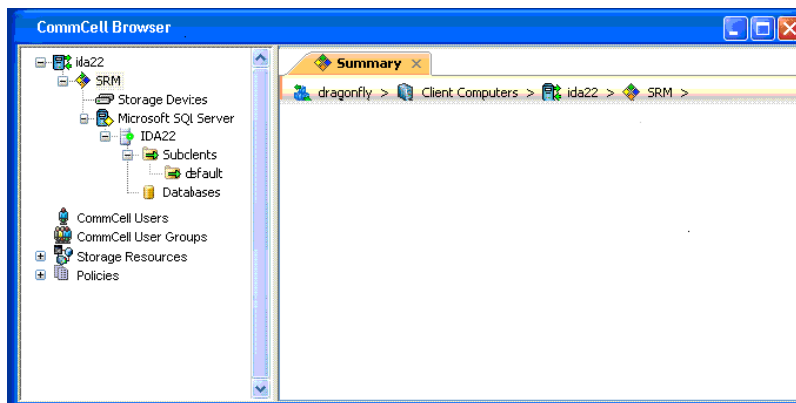 CommCell Browser
ida22
SRM
Storage Devices
Microsoft SQl Server
IDA22
Subclents
default
Databases
CommCell Users
CommCell User Groups
Storage Resources
Policies
Summary
dragonfly > Client Computers > ida22 > SRM >